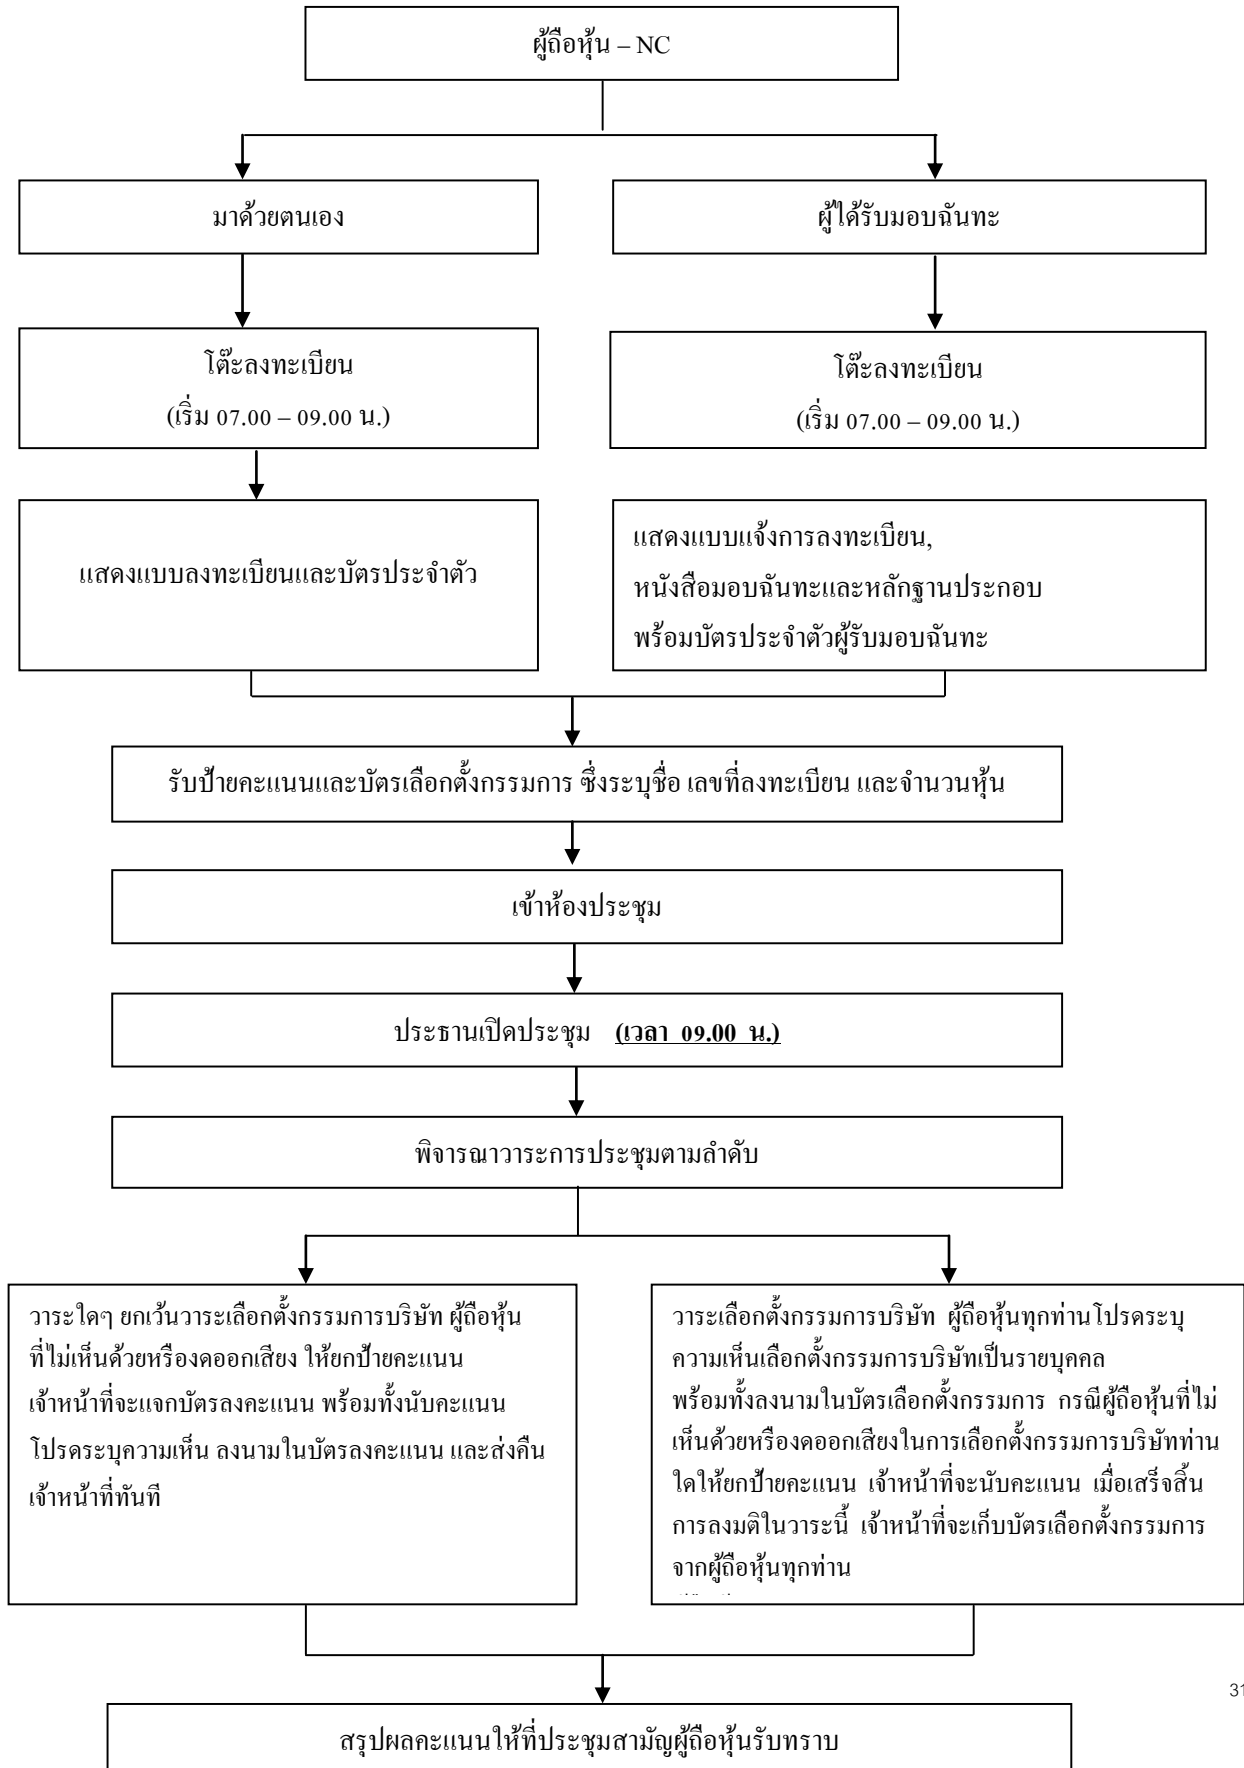 ผู้ถือหุ้น – NC
มาด้วยตนเอง
ผู้ได้รับมอบฉันทะ
โต๊ะลงทะเบียน
(เริ่ม 07.00 – 09.00 น.)
โต๊ะลงทะเบียน
(เริ่ม 07.00 – 09.00 น.)
แสดงแบบลงทะเบียนและบัตรประจำตัว
แสดงแบบแจ้งการลงทะเบียน,
หนังสือมอบฉันทะและหลักฐานประกอบ
พร้อมบัตรประจำตัวผู้รับมอบฉันทะ
รับป้ายคะแนนและบัตรเลือกตั้งกรรมการ ซึ่งระบุชื่อ เลขที่ลงทะเบียน และจำนวนหุ้น
เข้าห้องประชุม
ประธานเปิดประชุม (เวลา 09.00 น.)
พิจารณาวาระการประชุมตามลำดับ
วาระใดๆ ยกเว้นวาระเลือกตั้งกรรมการบริษัท ผู้ถือหุ้น
ที่ไม่เห็นด้วยหรืองดออกเสียง ให้ยกป้ายคะแนน
เจ้าหน้าที่จะแจกบัตรลงคะแนน พร้อมทั้งนับคะแนน
โปรดระบุความเห็น ลงนามในบัตรลงคะแนน และส่งคืน
เจ้าหน้าที่ทันที
วาระเลือกตั้งกรรมการบริษัท ผู้ถือหุ้นทุกท่านโปรดระบุ
ความเห็นเลือกตั้งกรรมการบริษัทเป็นรายบุคคล
พร้อมทั้งลงนามในบัตรเลือกตั้งกรรมการ กรณีผู้ถือหุ้นที่ไม่
เห็นด้วยหรืองดออกเสียงในการเลือกตั้งกรรมการบริษัทท่าน
ใดให้ยกป้ายคะแนน เจ้าหน้าที่จะนับคะแนน เมื่อเสร็จสิ้น
การลงมติในวาระนี้ เจ้าหน้าที่จะเก็บบัตรเลือกตั้งกรรมการ
จากผู้ถือหุ้นทุกท่าน
31
สรุปผลคะแนนให้ที่ประชุมสามัญผู้ถือหุ้นรับทราบ